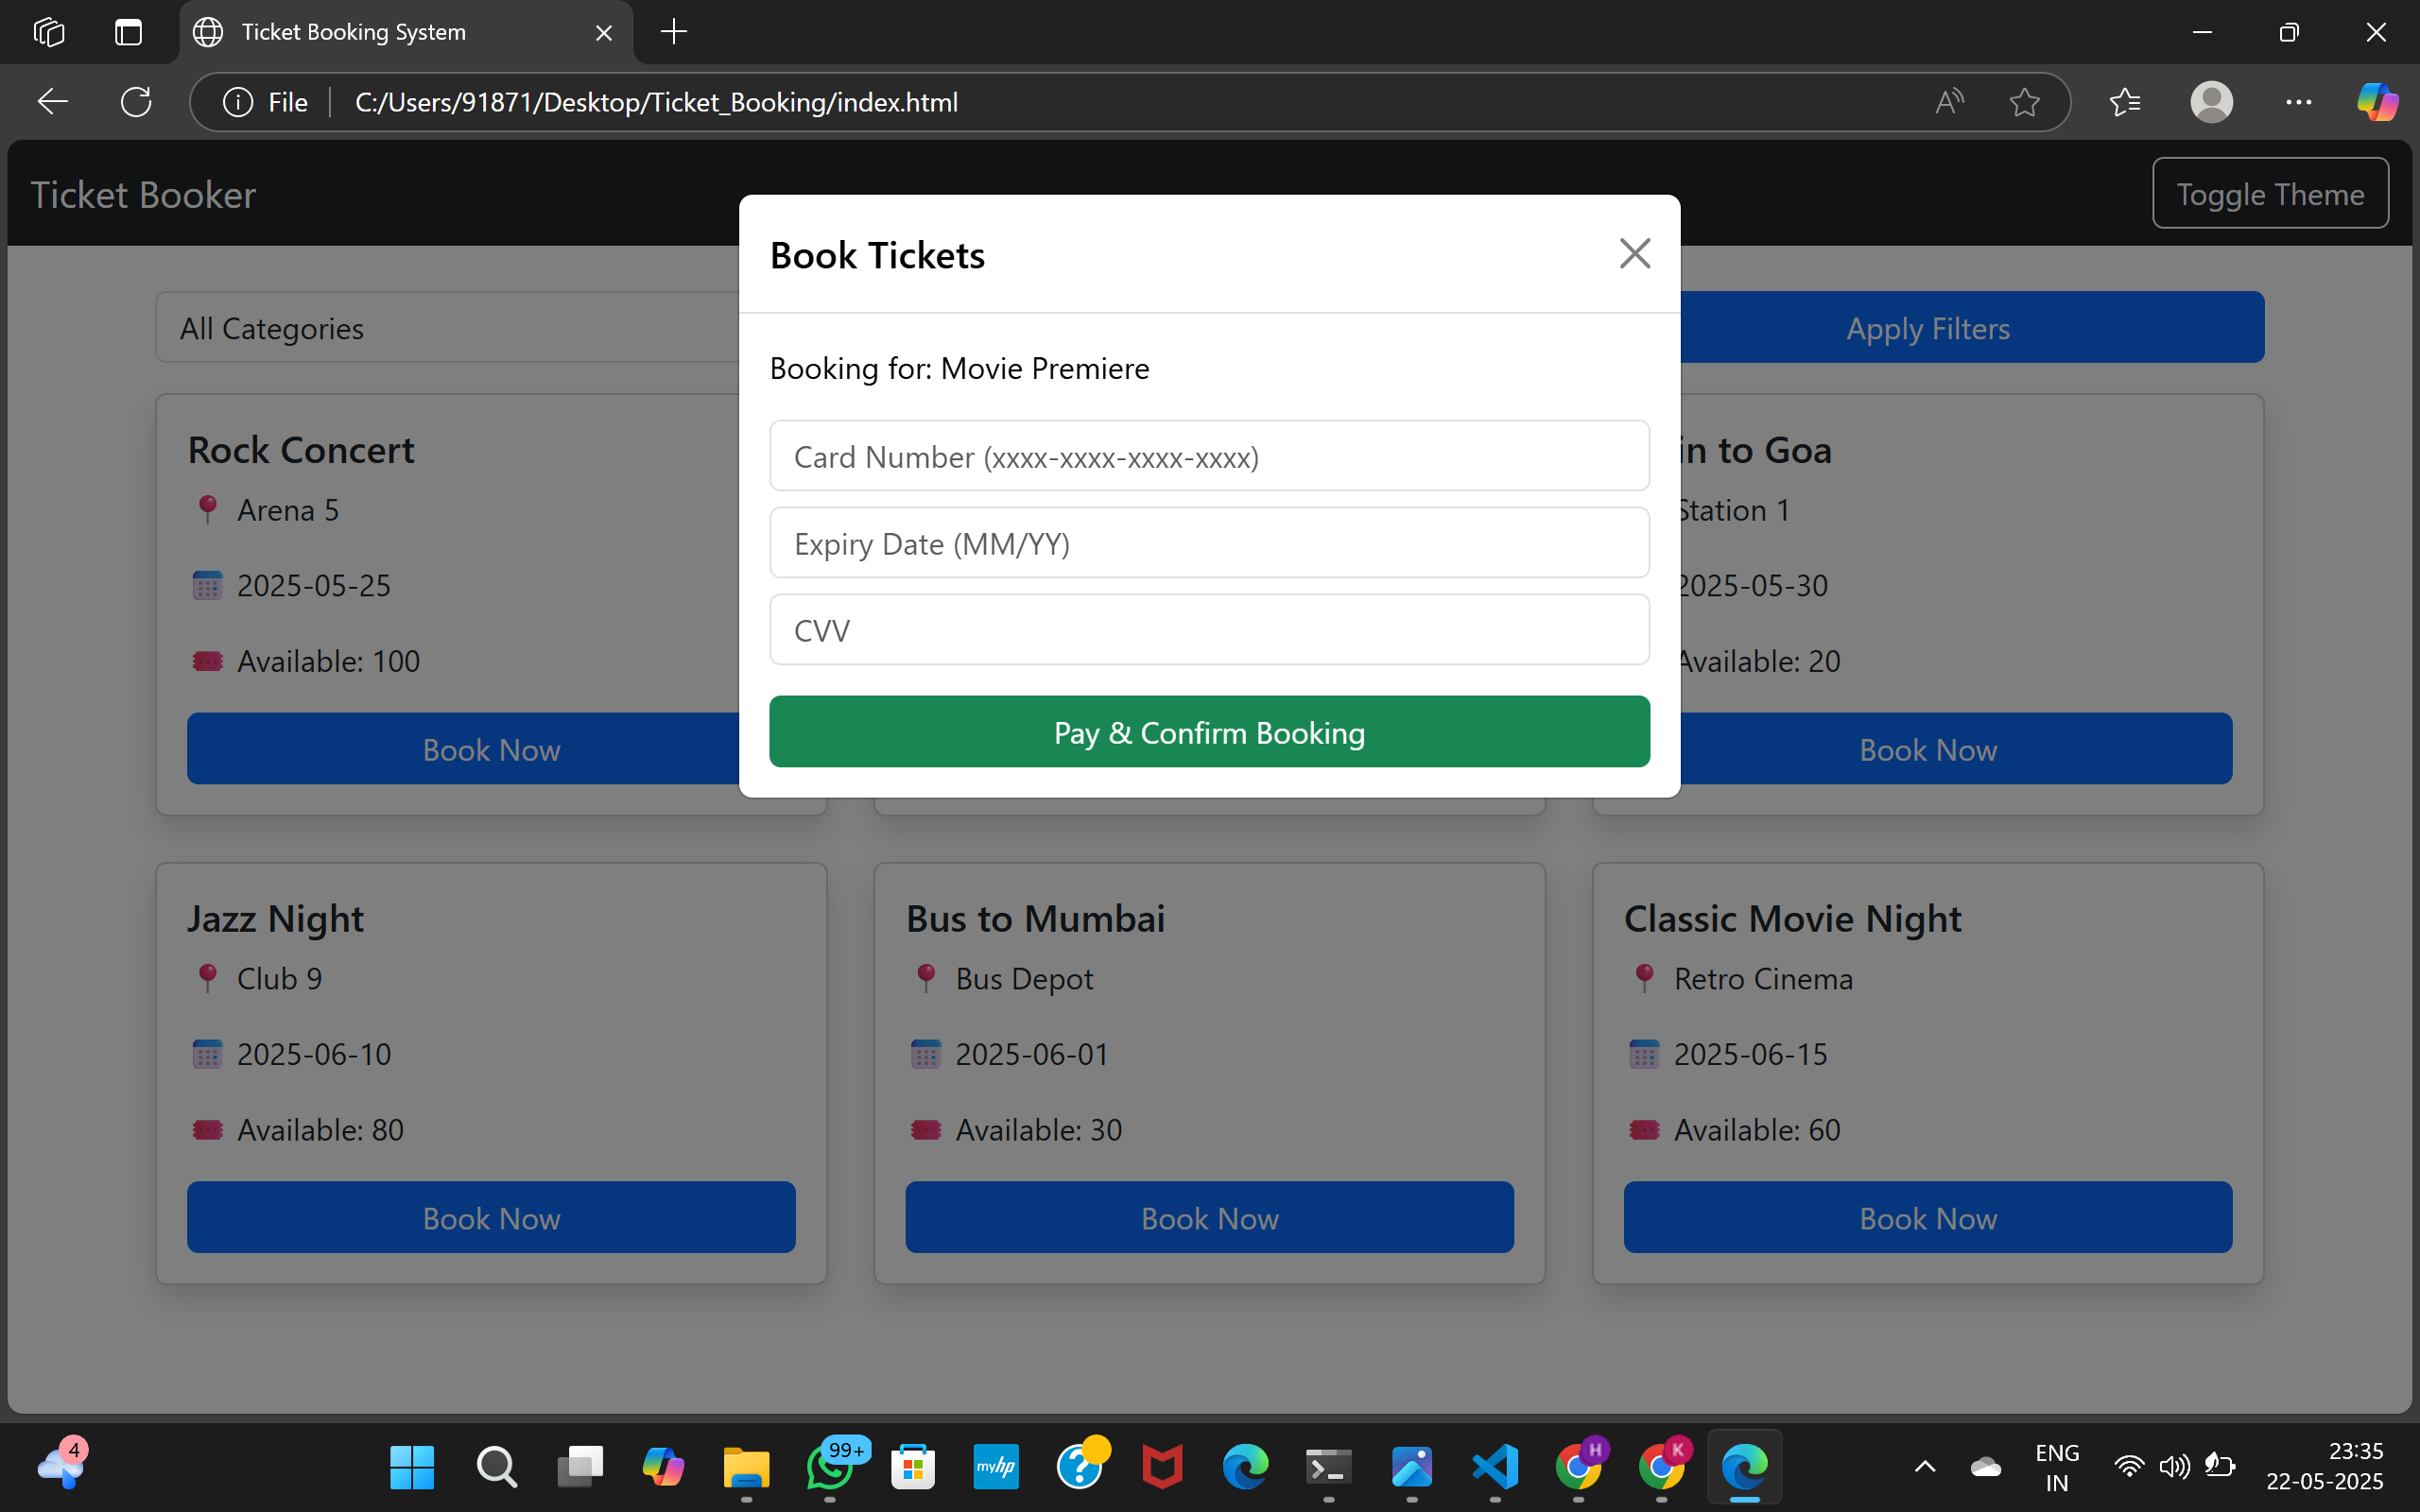 Ticket Booking System
File
C:/Users/91871/Desktop/Ticket_Booking/index.html
Ticket Booker
Toggle Theme
Book Tickets
Booking for: Movie Premiere
Card Number (xxxx-xxxx-xxxx-xxxx)
Expiry Date (MM/YY)
CVV
Pay & Confirm Booking
All Categories
Apply Filters
Rock Concert
Arena 5
2025-05-25
Available: 100
Book Now
in to Goa
Station 1
2025-05-30
Available: 20
Book Now
Jazz Night
Club 9
2025-06-10
Available: 80
Book Now
Bus to Mumbai
Bus Depot
2025-06-01
Available: 30
Book Now
Classic Movie Night
Retro Cinema
2025-06-15
Available: 60
Book Now
4
99+
myhp
H
K
ENG
IN
23:35
22-05-2025